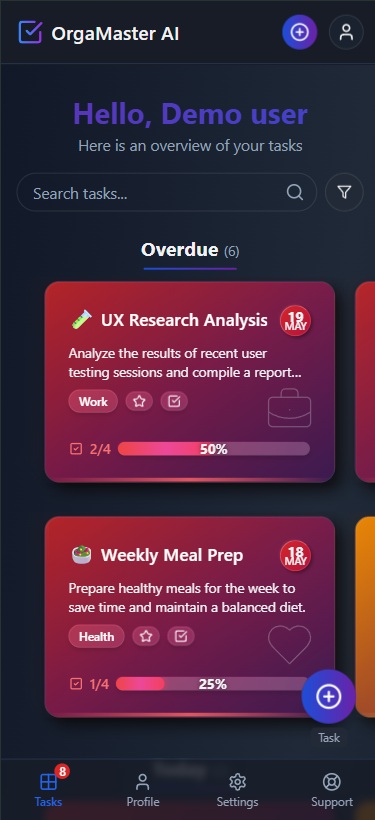 OrgaMaster AI
Hello, Demo user
Here is an overview of your tasks
Search tasks...
Overdue (6)
UX Research Analysis
19
MAY
Analyze the results of recent user
testing sessions and compile a report...
Work
2/4
50%
Weekly Meal Prep
18
MAY
Prepare healthy meals for the week to
save time and maintain a balanced diet.
Health
1/4
25%
Task
8
Tasks
Profile
Settings
Support